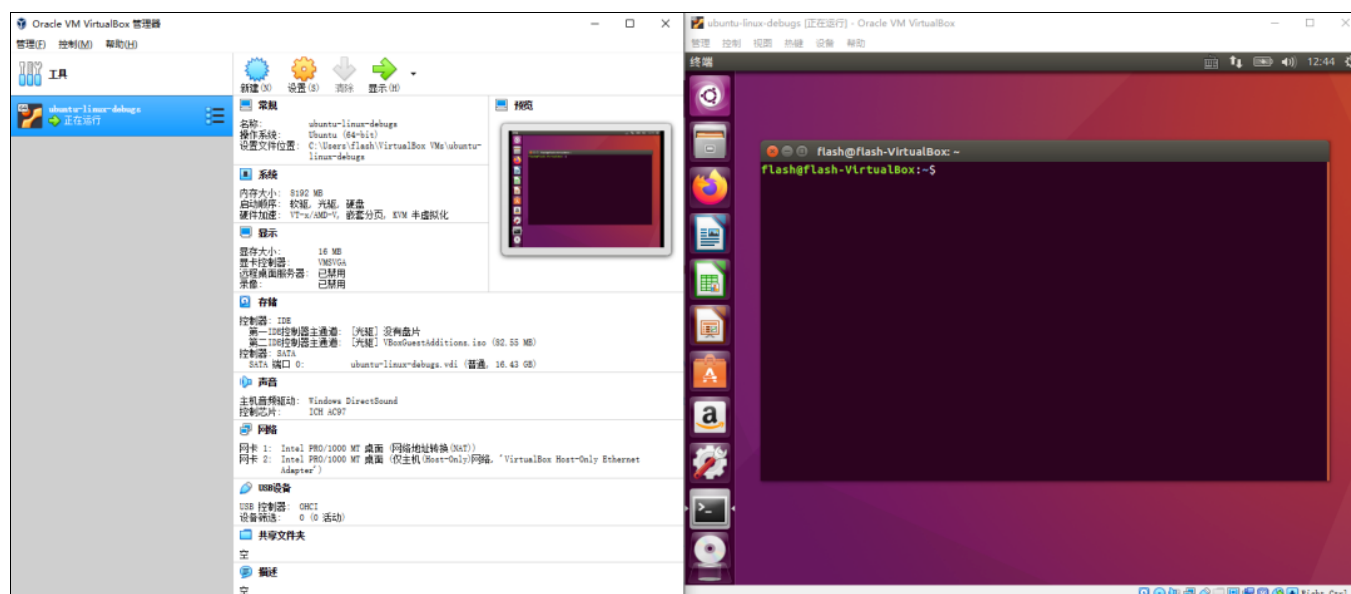 Oracle VM VirtualBox 管理器
管理(F) 控制(M) 帮助(H)
工具
ubuntu-linux-debugs
正在运行
新建(N) 设置(S) 清除 显示(H)
常规
名称: ubuntu-linux-debugs
操作系统: Ubuntu (64-bit)
设置文件位置: C:\Users\flash\VirtualBox VMs\ubuntu-
linux-debugs
系统
内存大小: 8192 MB
启动顺序: 软驱, 光驱, 硬盘
硬件加速: VT-x/AMD-V, 嵌套分页, KVM 半虚拟化
显示
显存大小: 16 MB
显卡控制器: VMSVGA
远程桌面服务器: 已禁用
录像: 已禁用
预览
存储
控制器: IDE
第一IDE控制器主通道: [光驱] 没有盘片
第二IDE控制器主通道: [光驱] VBoxGuestAdditions.iso (82.55 MB)
控制器: SATA
SATA 端口 0: ubuntu-linux-debugs.vdi (普通, 16.43 GB)
声音
主机音频驱动: Windows DirectSound
控制芯片: ICH AC97
网络
网卡 1: Intel PRO/1000 MT 桌面 (网络地址转换(NAT))
网卡 2: Intel PRO/1000 MT 桌面 (仅主机(Host-Only)网络, 'VirtualBox Host-Only Ethernet
Adapter')
USB设备
USB 控制器: OHCI
设备筛选: 0 (0 活动)
共享文件夹
空
描述
空
ubuntu-linux-debugs [正在运行] - Oracle VM VirtualBox
管理 控制 视图 热键 设备 帮助
终端
12:44
flash@flash-VirtualBox: ~
flash@flash-VirtualBox:~$
Right Ctrl